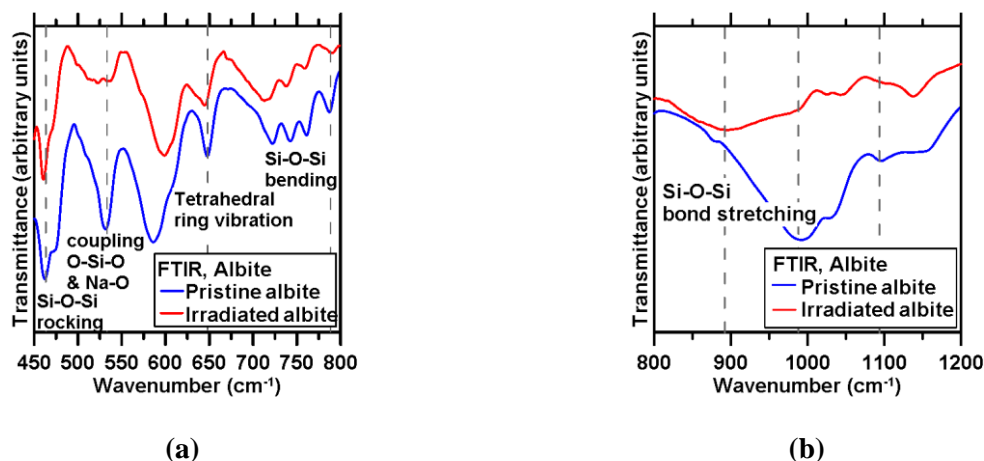 Transmittance (arbitrary units)
Si-O-Si
rocking
coupling
O-Si-O
& Na-O
Tetrahedral
ring vibration
Si-O-Si
bending
FTIR, Albite
Pristine albite
Irradiated albite
450 500 550 600 650 700 750 800
Wavenumber (cm⁻¹)
(a)
Transmittance (arbitrary units)
Si-O-Si
bond stretching
FTIR, Albite
Pristine albite
Irradiated albite
800 900 1000 1100 1200
Wavenumber (cm⁻¹)
(b)